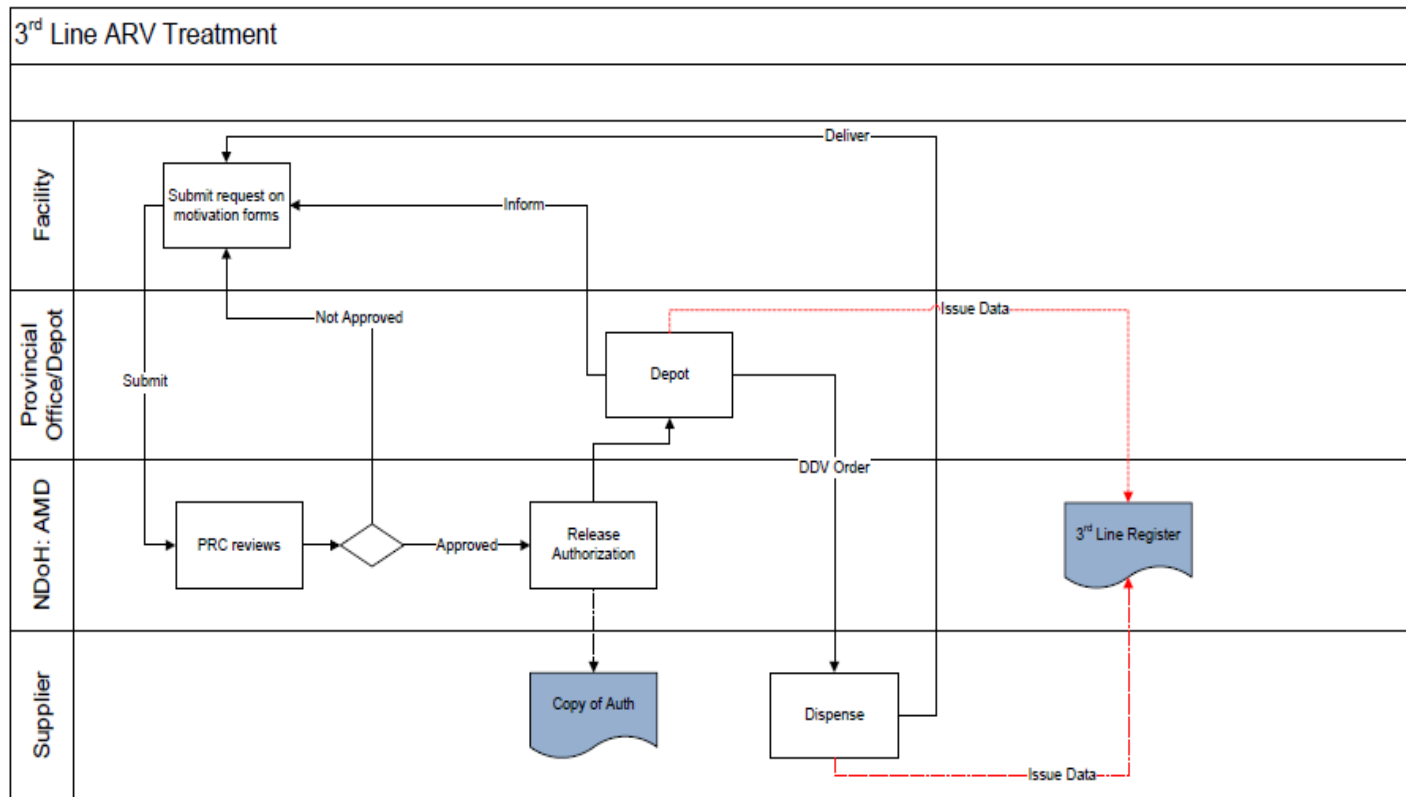 3rd Line ARV Treatment
Facility
Deliver
Submit request on
motivation forms
Inform
Provincial
Office/Depot
Not Approved
Issue Data
Depot
Submit
NDoH: AMD
DDV Order
PRC reviews
Approved
Release
Authorization
3rd Line Register
Supplier
Copy of Auth
Dispense
Issue Data